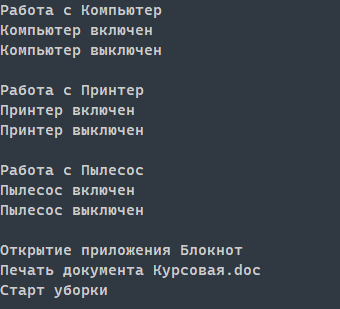 Работа с Компьютер
Компьютер включен
Компьютер выключен
Работа с Принтер
Принтер включен
Принтер выключен
Работа с Пылесос
Пылесос включен
Пылесос выключен
Открытие приложения Блокнот
Печать документа Курсовая.doc
Старт уборки